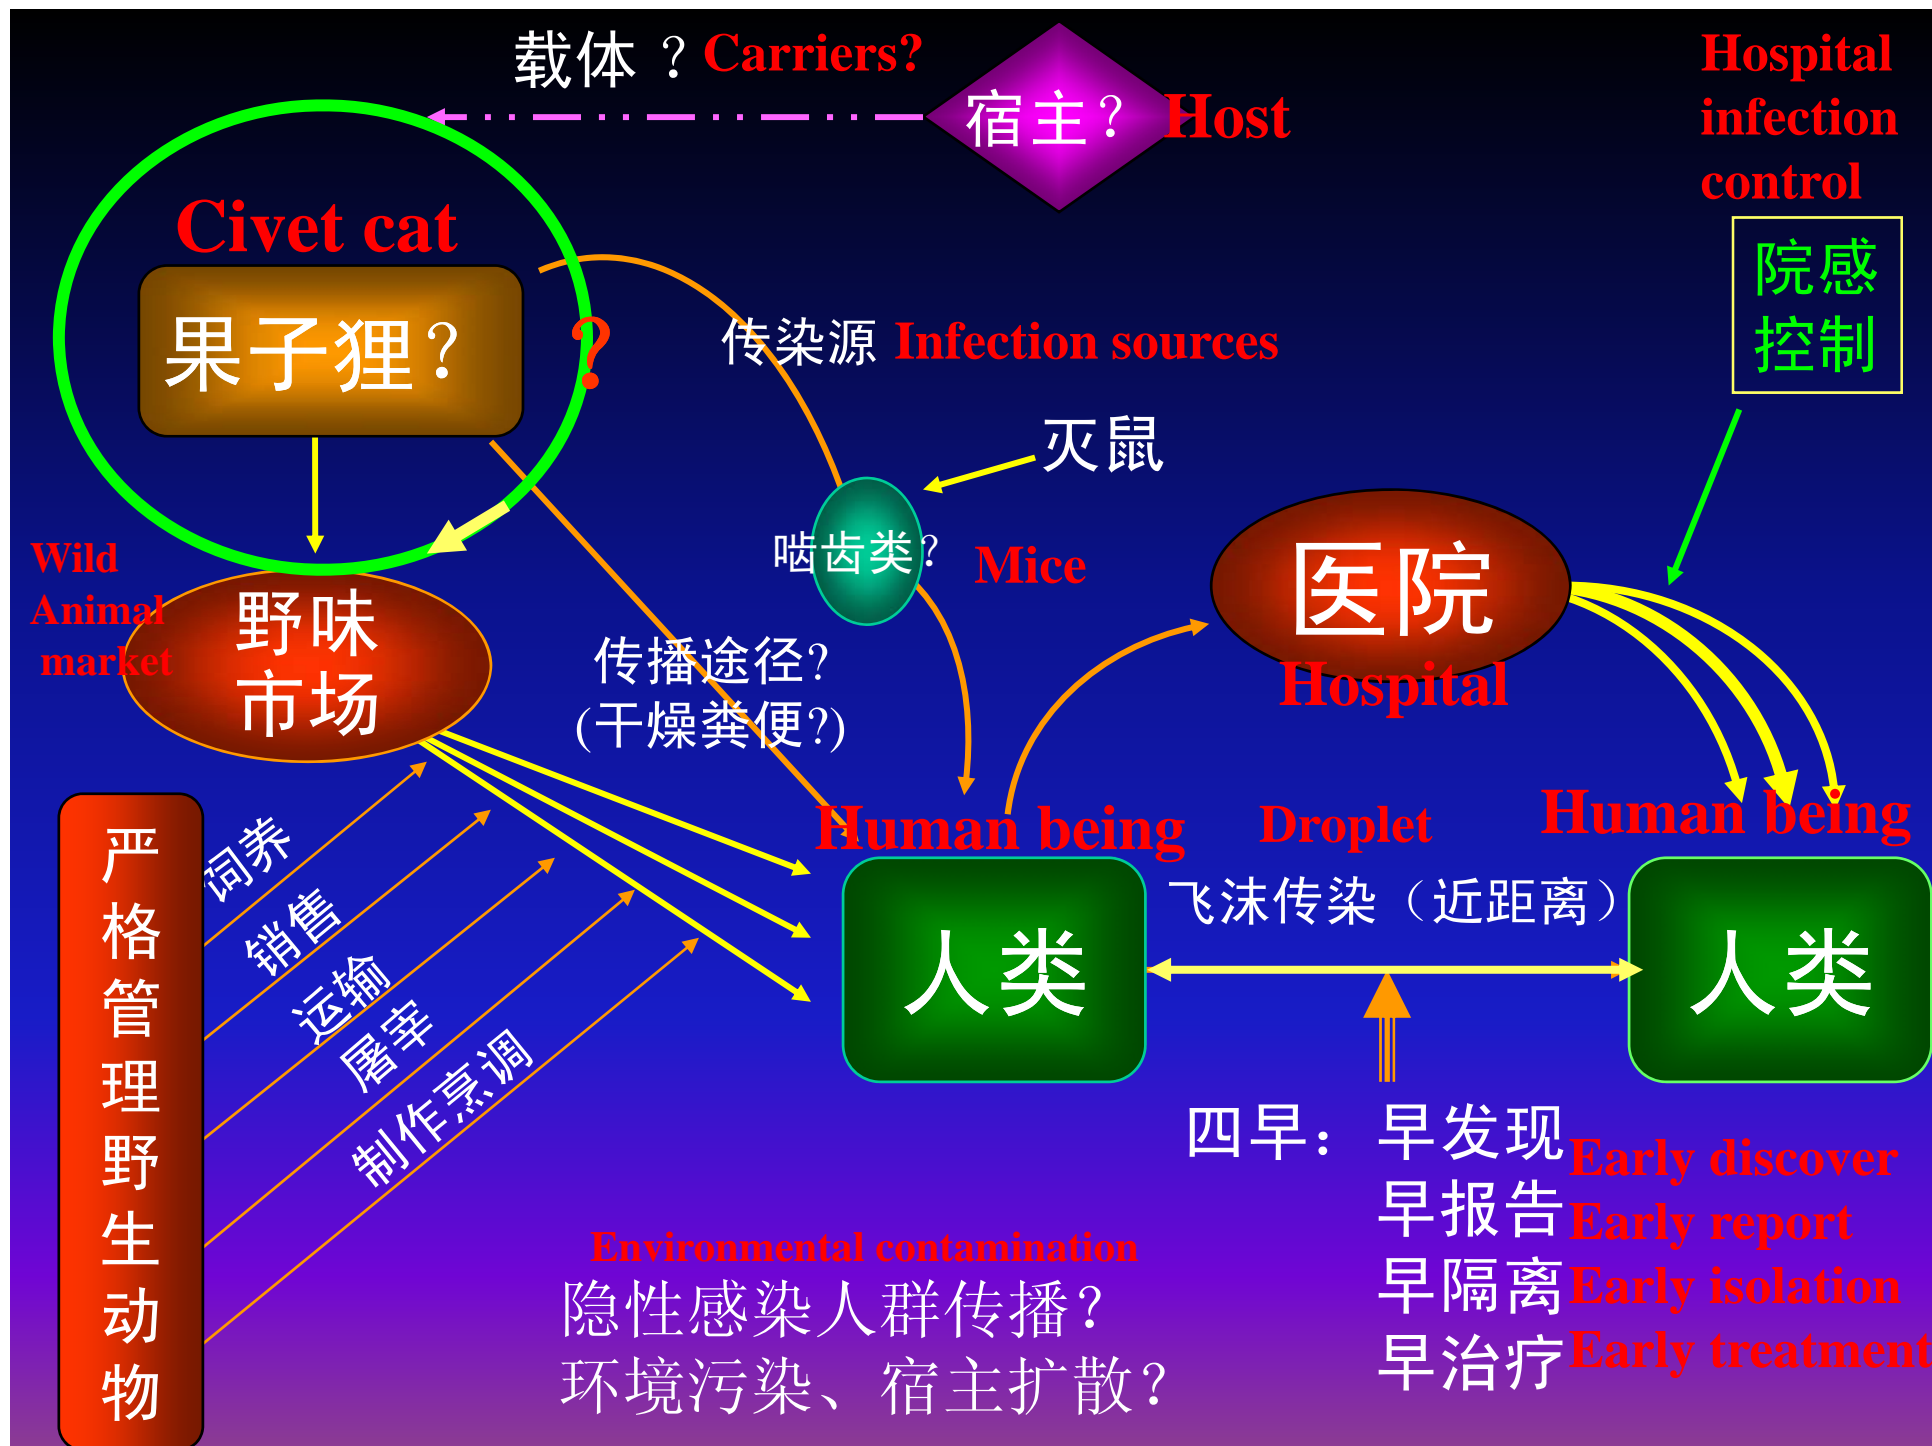 载体 ? Carriers?
宿主? Host
Hospital
infection
control
院感
控制
Civet cat
果子狸?
?
传染源 Infection sources
灭鼠
啮齿类?
Mice
医院
Hospital
Wild
Animal
market
野味
市场
传播途径?
(干燥粪便?)
Human being
人类
Droplet
飞沫传染（近距离）
Human being
人类
严
格
管
理
野
生
动
物
饲养
销售
运输
屠宰
制作烹调
四早：早发现 Early discover
早报告 Early report
早隔离 Early isolation
早治疗 Early treatment
Environmental contamination
隐性感染人群传播?
环境污染、宿主扩散?